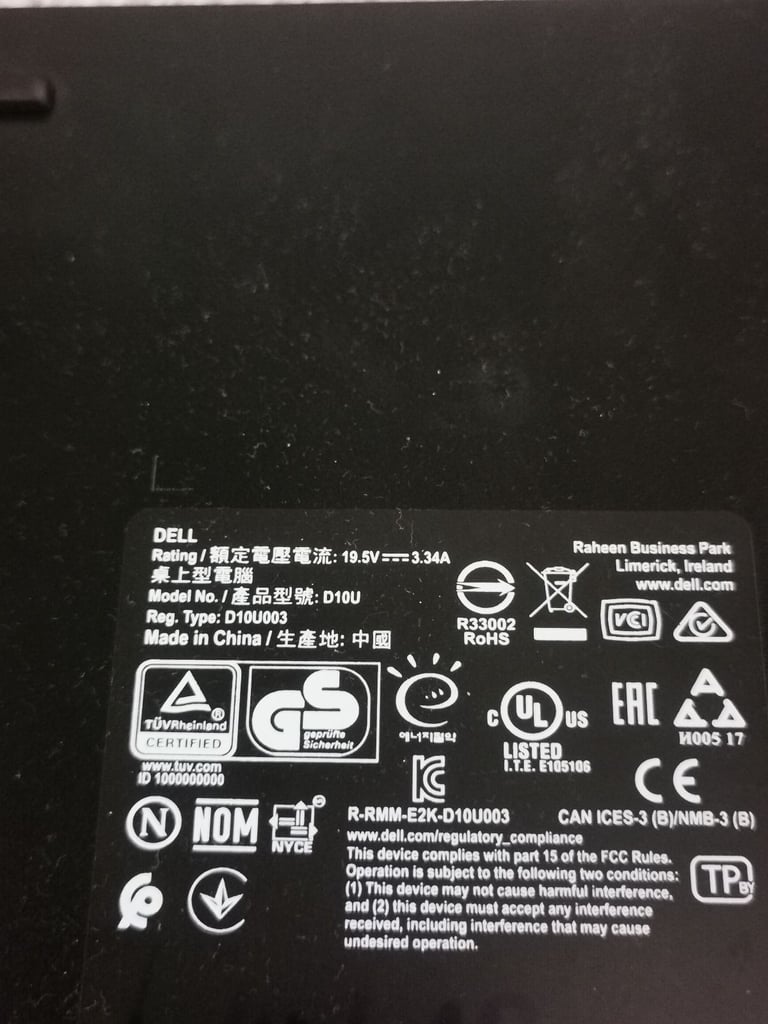 DELL
Rating / 額定電壓電流: 19.5V⎓3.34A
桌上型電腦
Model No. / 產品型號: D10U
Reg. Type: D10U003
Made in China / 生產地: 中國
Raheen Business Park
Limerick, Ireland
www.dell.com
R33002
RoHS
VCI
TÜVRheinland®
CERTIFIED
www.tuv.com
ID 1000000000
GS
geprüfte
Sicherheit
에너지절약
C UL US
LISTED
I.T.E. E105106
EAC
И005 17
CE
N
NOM
NYCE
R-RMM-E2K-D10U003
CAN ICES-3 (B)/NMB-3 (B)
www.dell.com/regulatory_compliance
This device complies with part 15 of the FCC Rules.
Operation is subject to the following two conditions:
(1) This device may not cause harmful interference,
and (2) this device must accept any interference
received, including interference that may cause
undesired operation.
TP
BY